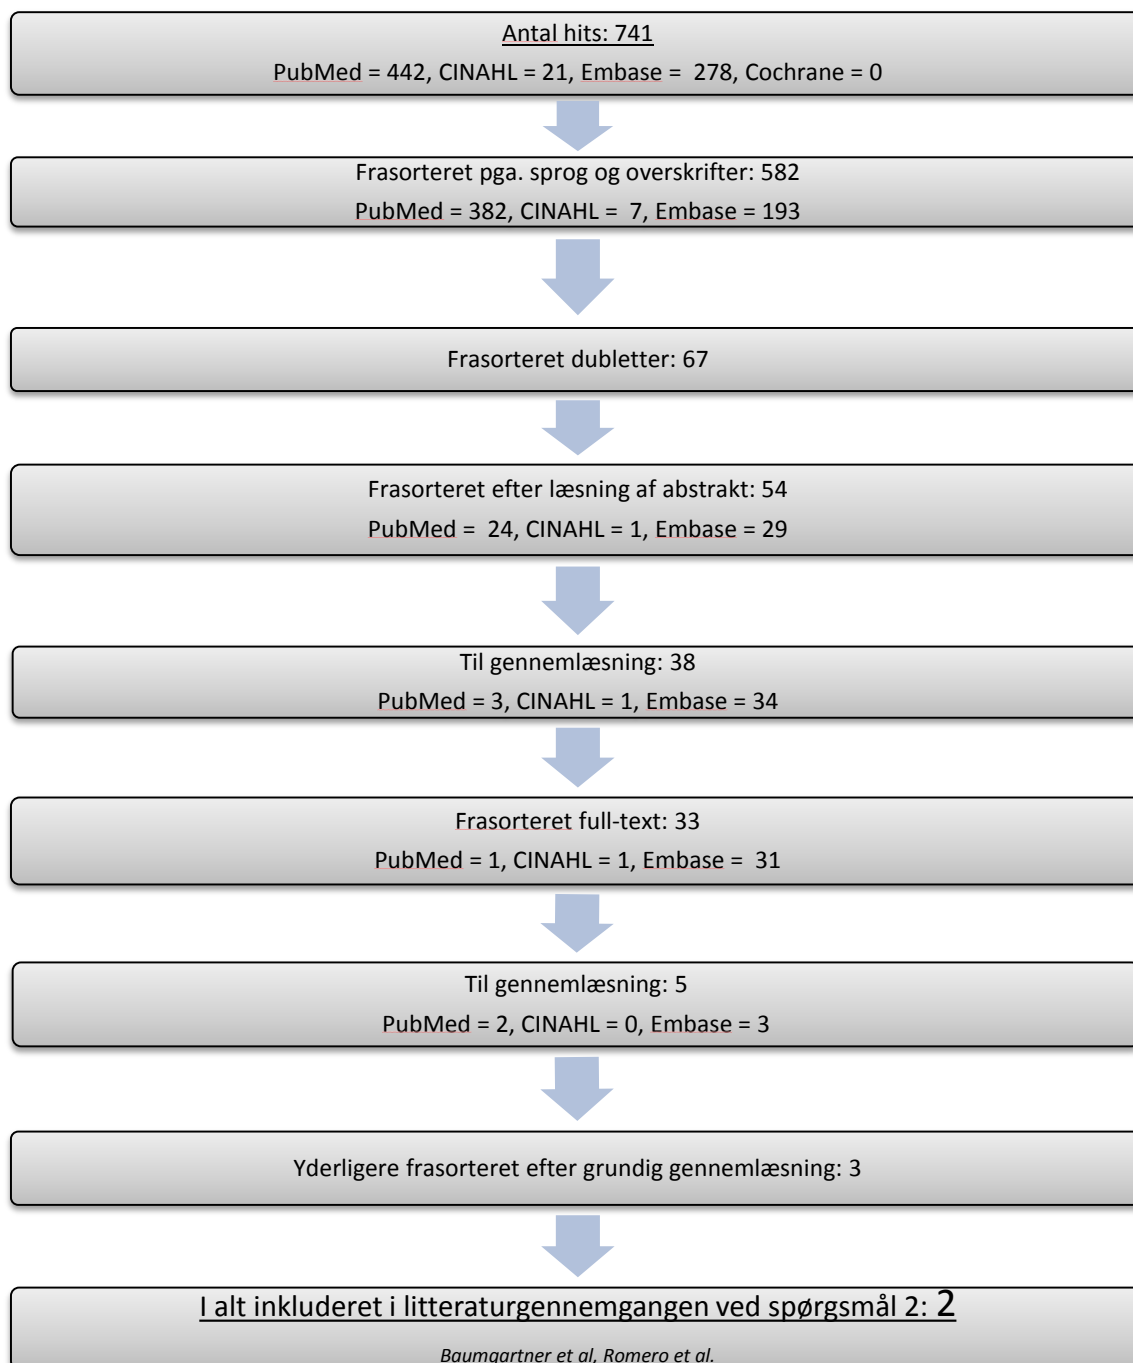 Antal hits: 741
PubMed = 442, CINAHL = 21, Embase = 278, Cochrane = 0
Frasorteret pga. sprog og overskrifter: 582
PubMed = 382, CINAHL = 7, Embase = 193
Frasorteret dubletter: 67
Frasorteret efter læsning af abstrakt: 54
PubMed = 24, CINAHL = 1, Embase = 29
Til gennemlæsning: 38
PubMed = 3, CINAHL = 1, Embase = 34
Frasorteret full-text: 33
PubMed = 1, CINAHL = 1, Embase = 31
Til gennemlæsning: 5
PubMed = 2, CINAHL = 0, Embase = 3
Yderligere frasorteret efter grundig gennemlæsning: 3
I alt inkluderet i litteraturgennemgangen ved spørgsmål 2: 2
Baumgartner et al, Romero et al.